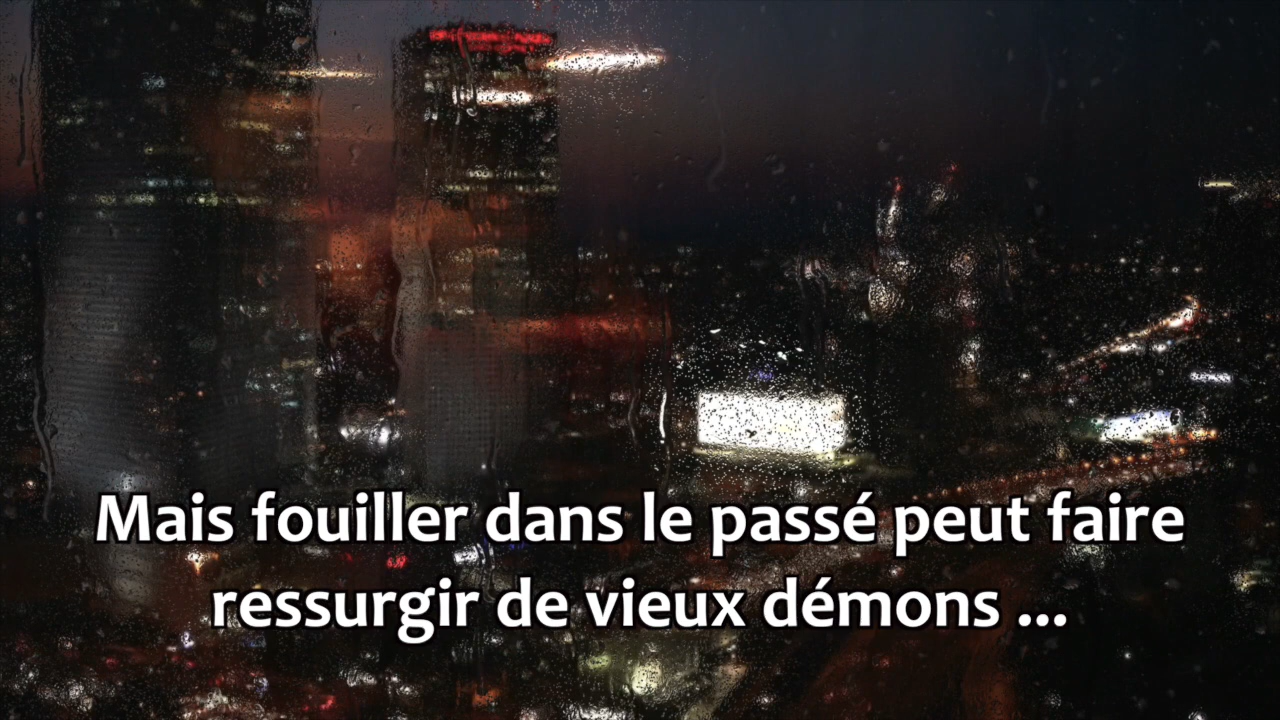 Mais fouiller dans le passé peut faire
ressurgir de vieux démons ...